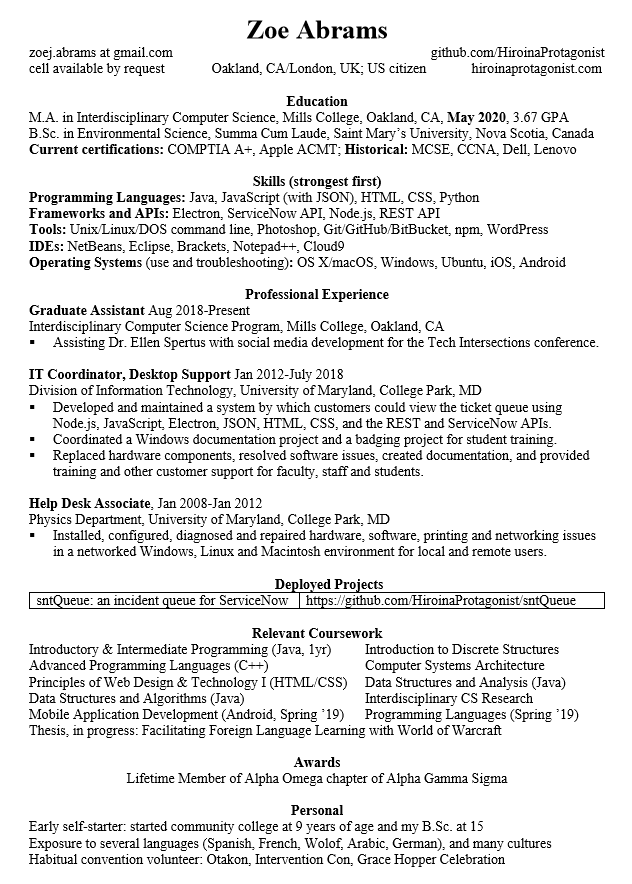 Zoe Abrams
zoej.abrams at gmail.com github.com/HiroinaProtagonist
cell available by request Oakland, CA/London, UK; US citizen hiroinaprotagonist.com
Education
M.A. in Interdisciplinary Computer Science, Mills College, Oakland, CA, May 2020, 3.67 GPA
B.Sc. in Environmental Science, Summa Cum Laude, Saint Mary’s University, Nova Scotia, Canada
Current certifications: COMPTIA A+, Apple ACMT; Historical: MCSE, CCNA, Dell, Lenovo
Skills (strongest first)
Programming Languages: Java, JavaScript (with JSON), HTML, CSS, Python
Frameworks and APIs: Electron, ServiceNow API, Node.js, REST API
Tools: Unix/Linux/DOS command line, Photoshop, Git/GitHub/BitBucket, npm, WordPress
IDEs: NetBeans, Eclipse, Brackets, Notepad++, Cloud9
Operating Systems (use and troubleshooting): OS X/macOS, Windows, Ubuntu, iOS, Android
Professional Experience
Graduate Assistant Aug 2018-Present
Interdisciplinary Computer Science Program, Mills College, Oakland, CA
▪ Assisting Dr. Ellen Spertus with social media development for the Tech Intersections conference.
IT Coordinator, Desktop Support Jan 2012-July 2018
Division of Information Technology, University of Maryland, College Park, MD
▪ Developed and maintained a system by which customers could view the ticket queue using
Node.js, JavaScript, Electron, JSON, HTML, CSS, and the REST and ServiceNow APIs.
▪ Coordinated a Windows documentation project and a badging project for student training.
▪ Replaced hardware components, resolved software issues, created documentation, and provided
training and other customer support for faculty, staff and students.
Help Desk Associate, Jan 2008-Jan 2012
Physics Department, University of Maryland, College Park, MD
▪ Installed, configured, diagnosed and repaired hardware, software, printing and networking issues
in a networked Windows, Linux and Macintosh environment for local and remote users.
Deployed Projects
sntQueue: an incident queue for ServiceNow https://github.com/HiroinaProtagonist/sntQueue
Relevant Coursework
Introductory & Intermediate Programming (Java, 1yr) Introduction to Discrete Structures
Advanced Programming Languages (C++) Computer Systems Architecture
Principles of Web Design & Technology I (HTML/CSS) Data Structures and Analysis (Java)
Data Structures and Algorithms (Java) Interdisciplinary CS Research
Mobile Application Development (Android, Spring ’19) Programming Languages (Spring ’19)
Thesis, in progress: Facilitating Foreign Language Learning with World of Warcraft
Awards
Lifetime Member of Alpha Omega chapter of Alpha Gamma Sigma
Personal
Early self-starter: started community college at 9 years of age and my B.Sc. at 15
Exposure to several languages (Spanish, French, Wolof, Arabic, German), and many cultures
Habitual convention volunteer: Otakon, Intervention Con, Grace Hopper Celebration